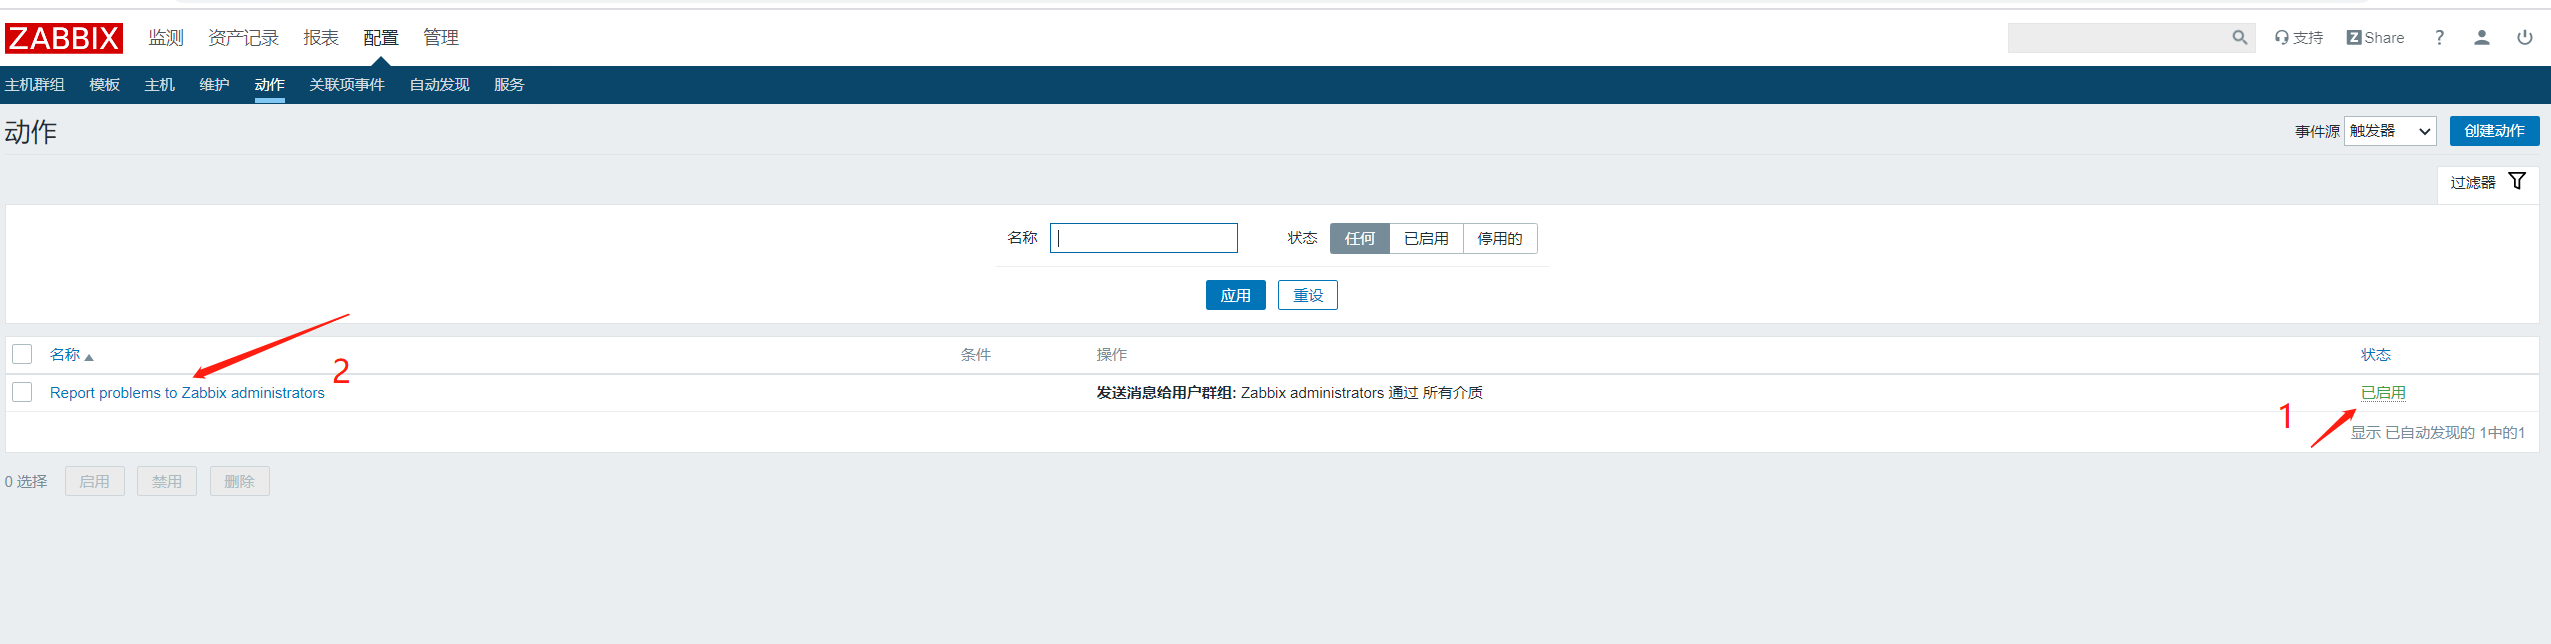 ZABBIX 监测 资产记录 报表 配置 管理 支持 Z Share ?
主机群组 模板 主机 维护 动作 关联项事件 自动发现 服务
动作 事件源 触发器 创建动作
过滤器
名称 状态 任何 已启用 停用的
应用 重设
名称 条件 操作 状态
2
Report problems to Zabbix administrators 发送消息给用户群组: Zabbix administrators 通过 所有介质 已启用
1
显示 已自动发现的 1中的1
0 选择 启用 禁用 删除